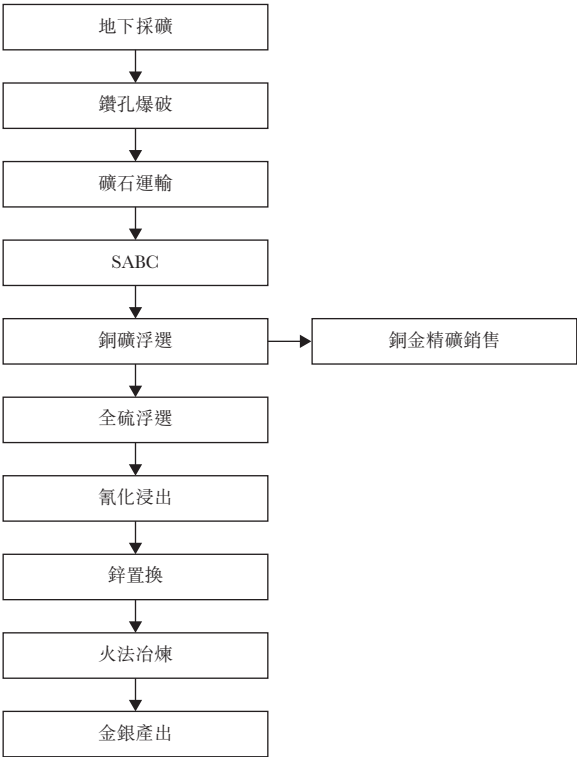 地下採礦
鑽孔爆破
礦石運輸
SABC
銅礦浮選
銅金精礦銷售
全硫浮選
氰化浸出
鋅置換
火法冶煉
金銀產出